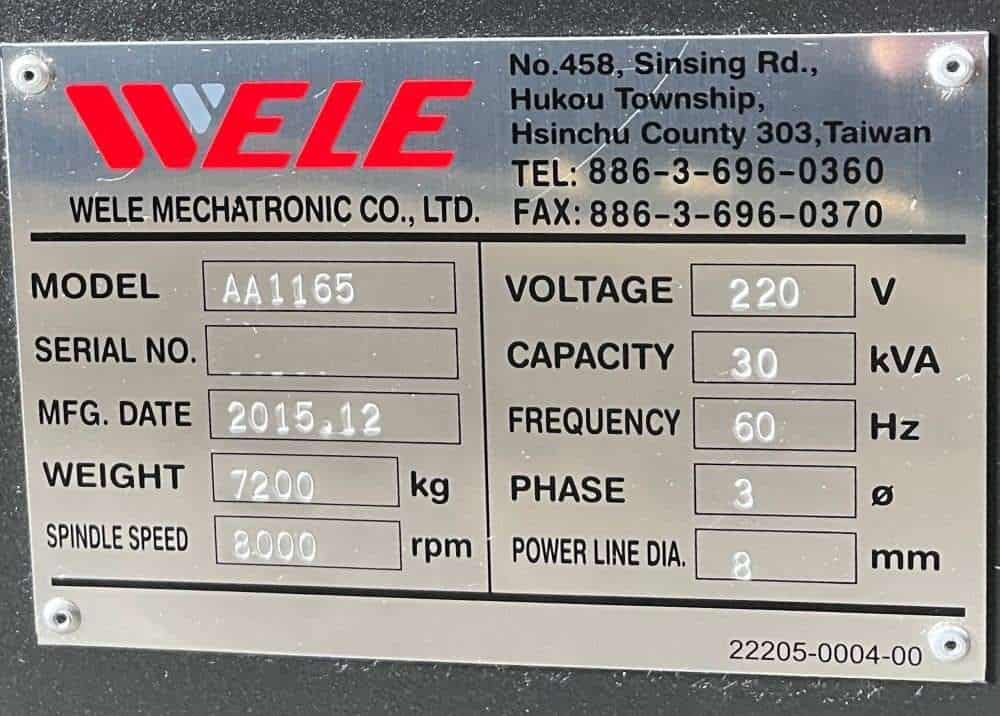 WELE
WELE MECHATRONIC CO., LTD.
No.458, Sinsing Rd.,
Hukou Township,
Hsinchu County 303,Taiwan
TEL: 886-3-696-0360
FAX: 886-3-696-0370
MODEL AA1165
SERIAL NO.
MFG. DATE 2015.12
WEIGHT 7200 kg
SPINDLE SPEED 8000 rpm
VOLTAGE 220 V
CAPACITY 30 kVA
FREQUENCY 60 Hz
PHASE 3 ø
POWER LINE DIA. 8 mm
22205-0004-00